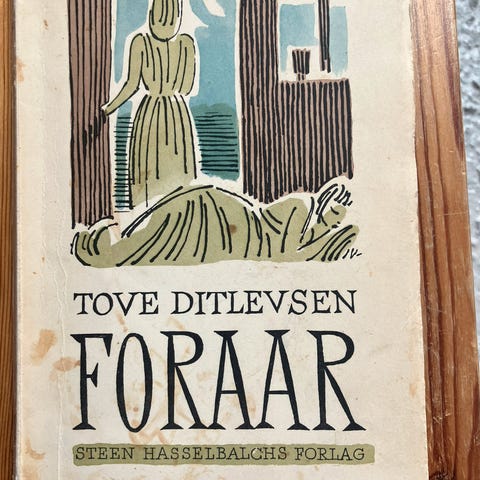 TOVE DITLEVSEN
FORAAR
STEEN HASSELBALCHS FORLAG